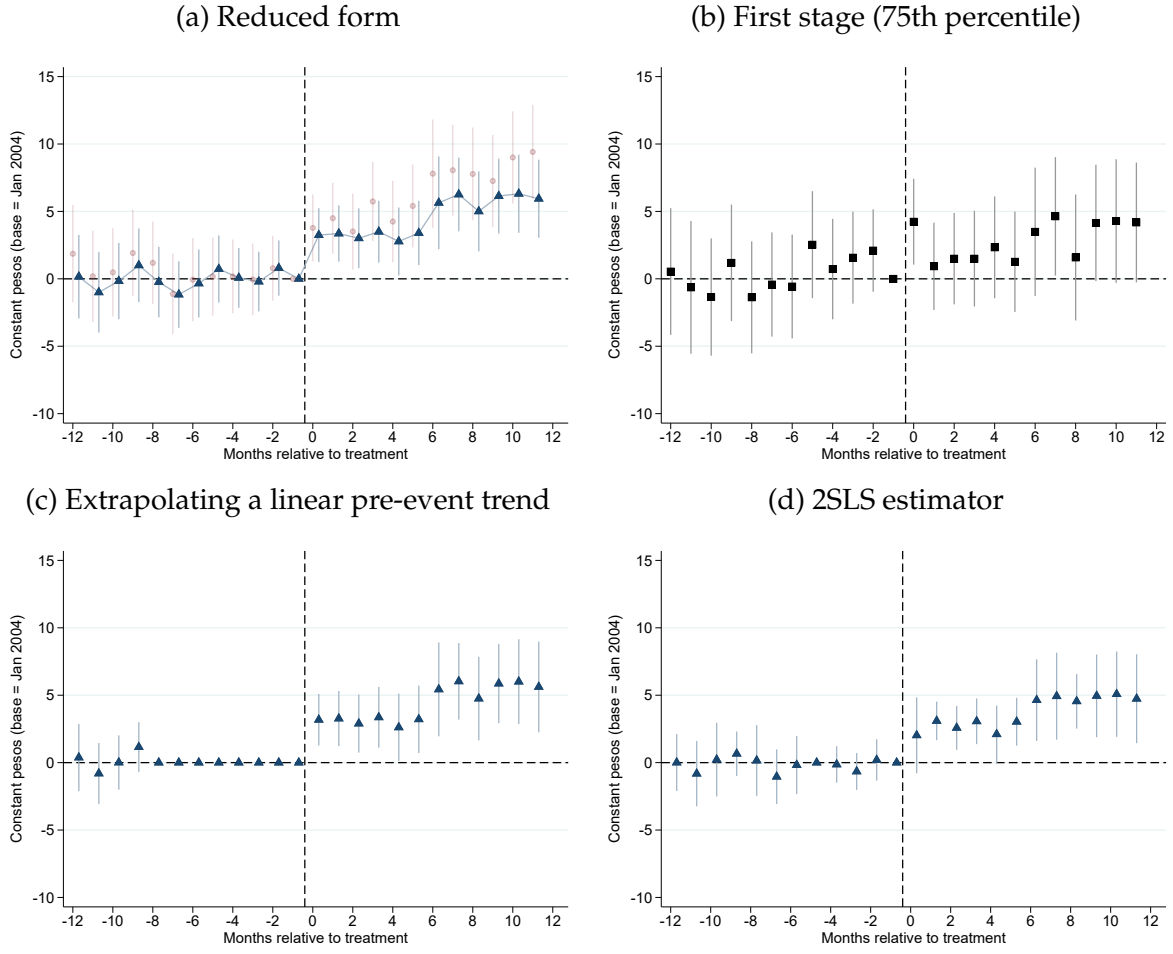 (a) Reduced form
Constant pesos (base = Jan 2004)
15
10
5
0
-5
-10
-12 -10 -8 -6 -4 -2 0 2 4 6 8 10 12
Months relative to treatment
(b) First stage (75th percentile)
Constant pesos (base = Jan 2004)
15
10
5
0
-5
-10
-12 -10 -8 -6 -4 -2 0 2 4 6 8 10 12
Months relative to treatment
(c) Extrapolating a linear pre-event trend
Constant pesos (base = Jan 2004)
15
10
5
0
-5
-10
-12 -10 -8 -6 -4 -2 0 2 4 6 8 10 12
Months relative to treatment
(d) 2SLS estimator
Constant pesos (base = Jan 2004)
15
10
5
0
-5
-10
-12 -10 -8 -6 -4 -2 0 2 4 6 8 10 12
Months relative to treatment